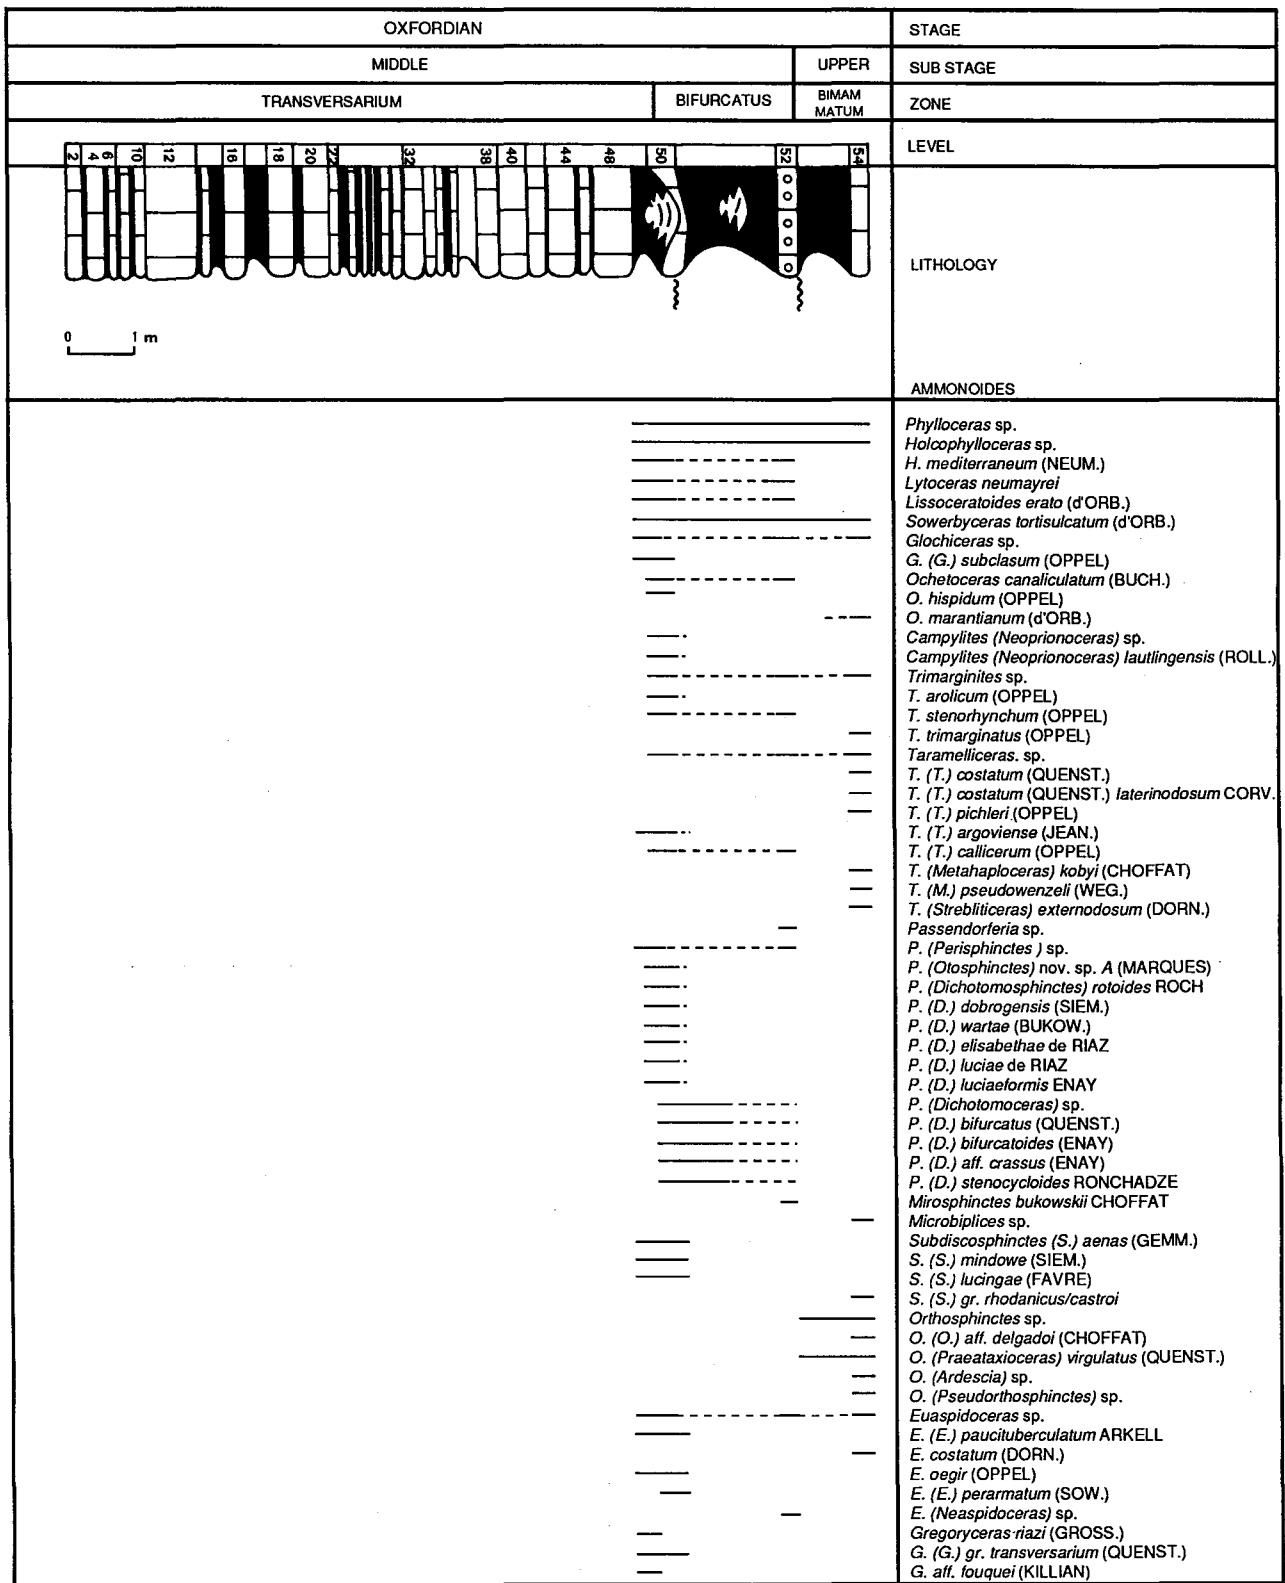 OXFORDIAN
STAGE
MIDDLE
UPPER
SUB STAGE
TRANSVERSARIUM
BIFURCATUS
BIMAM
MATUM
ZONE
LEVEL
2 4 6 10 12 16 18 20 22 32 38 40 44 48 50 52 54
LITHOLOGY
0 1 m
AMMONOIDES
Phylloceras sp.
Holcophylloceras sp.
H. mediterraneum (NEUM.)
Lytoceras neumayrei
Lissoceratoides erato (d'ORB.)
Sowerbyceras tortisulcatum (d'ORB.)
Glochiceras sp.
G. (G.) subclasum (OPPEL)
Ochetoceras canaliculatum (BUCH.)
O. hispidum (OPPEL)
O. marantianum (d'ORB.)
Campylites (Neoprionoceras) sp.
Campylites (Neoprionoceras) lautlingensis (ROLL.)
Trimarginites sp.
T. arolicum (OPPEL)
T. stenorhynchum (OPPEL)
T. trimarginatus (OPPEL)
Taramelliceras. sp.
T. (T.) costatum (QUENST.)
T. (T.) costatum (QUENST.) laterinodosum CORV.
T. (T.) pichleri (OPPEL)
T. (T.) argoviense (JEAN.)
T. (T.) callicerum (OPPEL)
T. (Metahaploceras) kobyi (CHOFFAT)
T. (M.) pseudowenzeli (WEG.)
T. (Strebliticeras) externodosum (DORN.)
Passendorferia sp.
P. (Perisphinctes ) sp.
P. (Otosphinctes) nov. sp. A (MARQUES)
P. (Dichotomosphinctes) rotoides ROCH
P. (D.) dobrogensis (SIEM.)
P. (D.) wartae (BUKOW.)
P. (D.) elisabethae de RIAZ
P. (D.) luciae de RIAZ
P. (D.) luciaeformis ENAY
P. (Dichotomoceras) sp.
P. (D.) bifurcatus (QUENST.)
P. (D.) bifurcatoides (ENAY)
P. (D.) aff. crassus (ENAY)
P. (D.) stenocycloides RONCHADZE
Mirosphinctes bukowskii CHOFFAT
Microbiplices sp.
Subdiscosphinctes (S.) aenas (GEMM.)
S. (S.) mindowe (SIEM.)
S. (S.) lucingae (FAVRE)
S. (S.) gr. rhodanicus/castroi
Orthosphinctes sp.
O. (O.) aff. delgadoi (CHOFFAT)
O. (Praeataxioceras) virgulatus (QUENST.)
O. (Ardescia) sp.
O. (Pseudorthosphinctes) sp.
Euaspidoceras sp.
E. (E.) paucituberculatum ARKELL
E. costatum (DORN.)
E. oegir (OPPEL)
E. (E.) perarmatum (SOW.)
E. (Neaspidoceras) sp.
Gregoryceras riazi (GROSS.)
G. (G.) gr. transversarium (QUENST.)
G. aff. fouquei (KILLIAN)